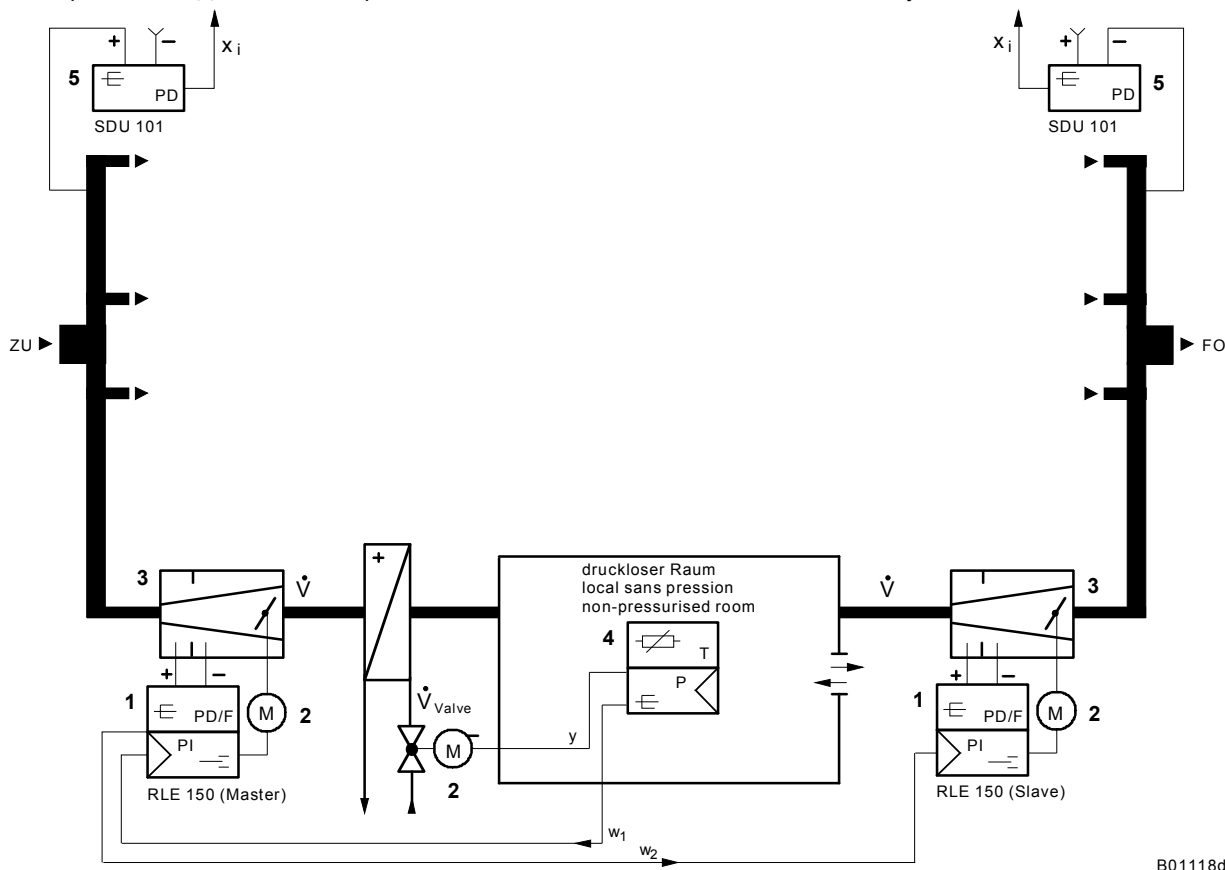 +
–
x i
5
PD
SDU 101
x i
+
–
PD
5
SDU 101
ZU
FO
3
V̇
+
druckloser Raum
local sans pression
non-pressurised room
4
T
P
V̇
3
+
–
1
PD/F
M
2
PI
RLE 150 (Master)
V̇ Valve
M
–
y
2
+
–
1
PD/F
M
2
PI
RLE 150 (Slave)
w1
w2
B01118d